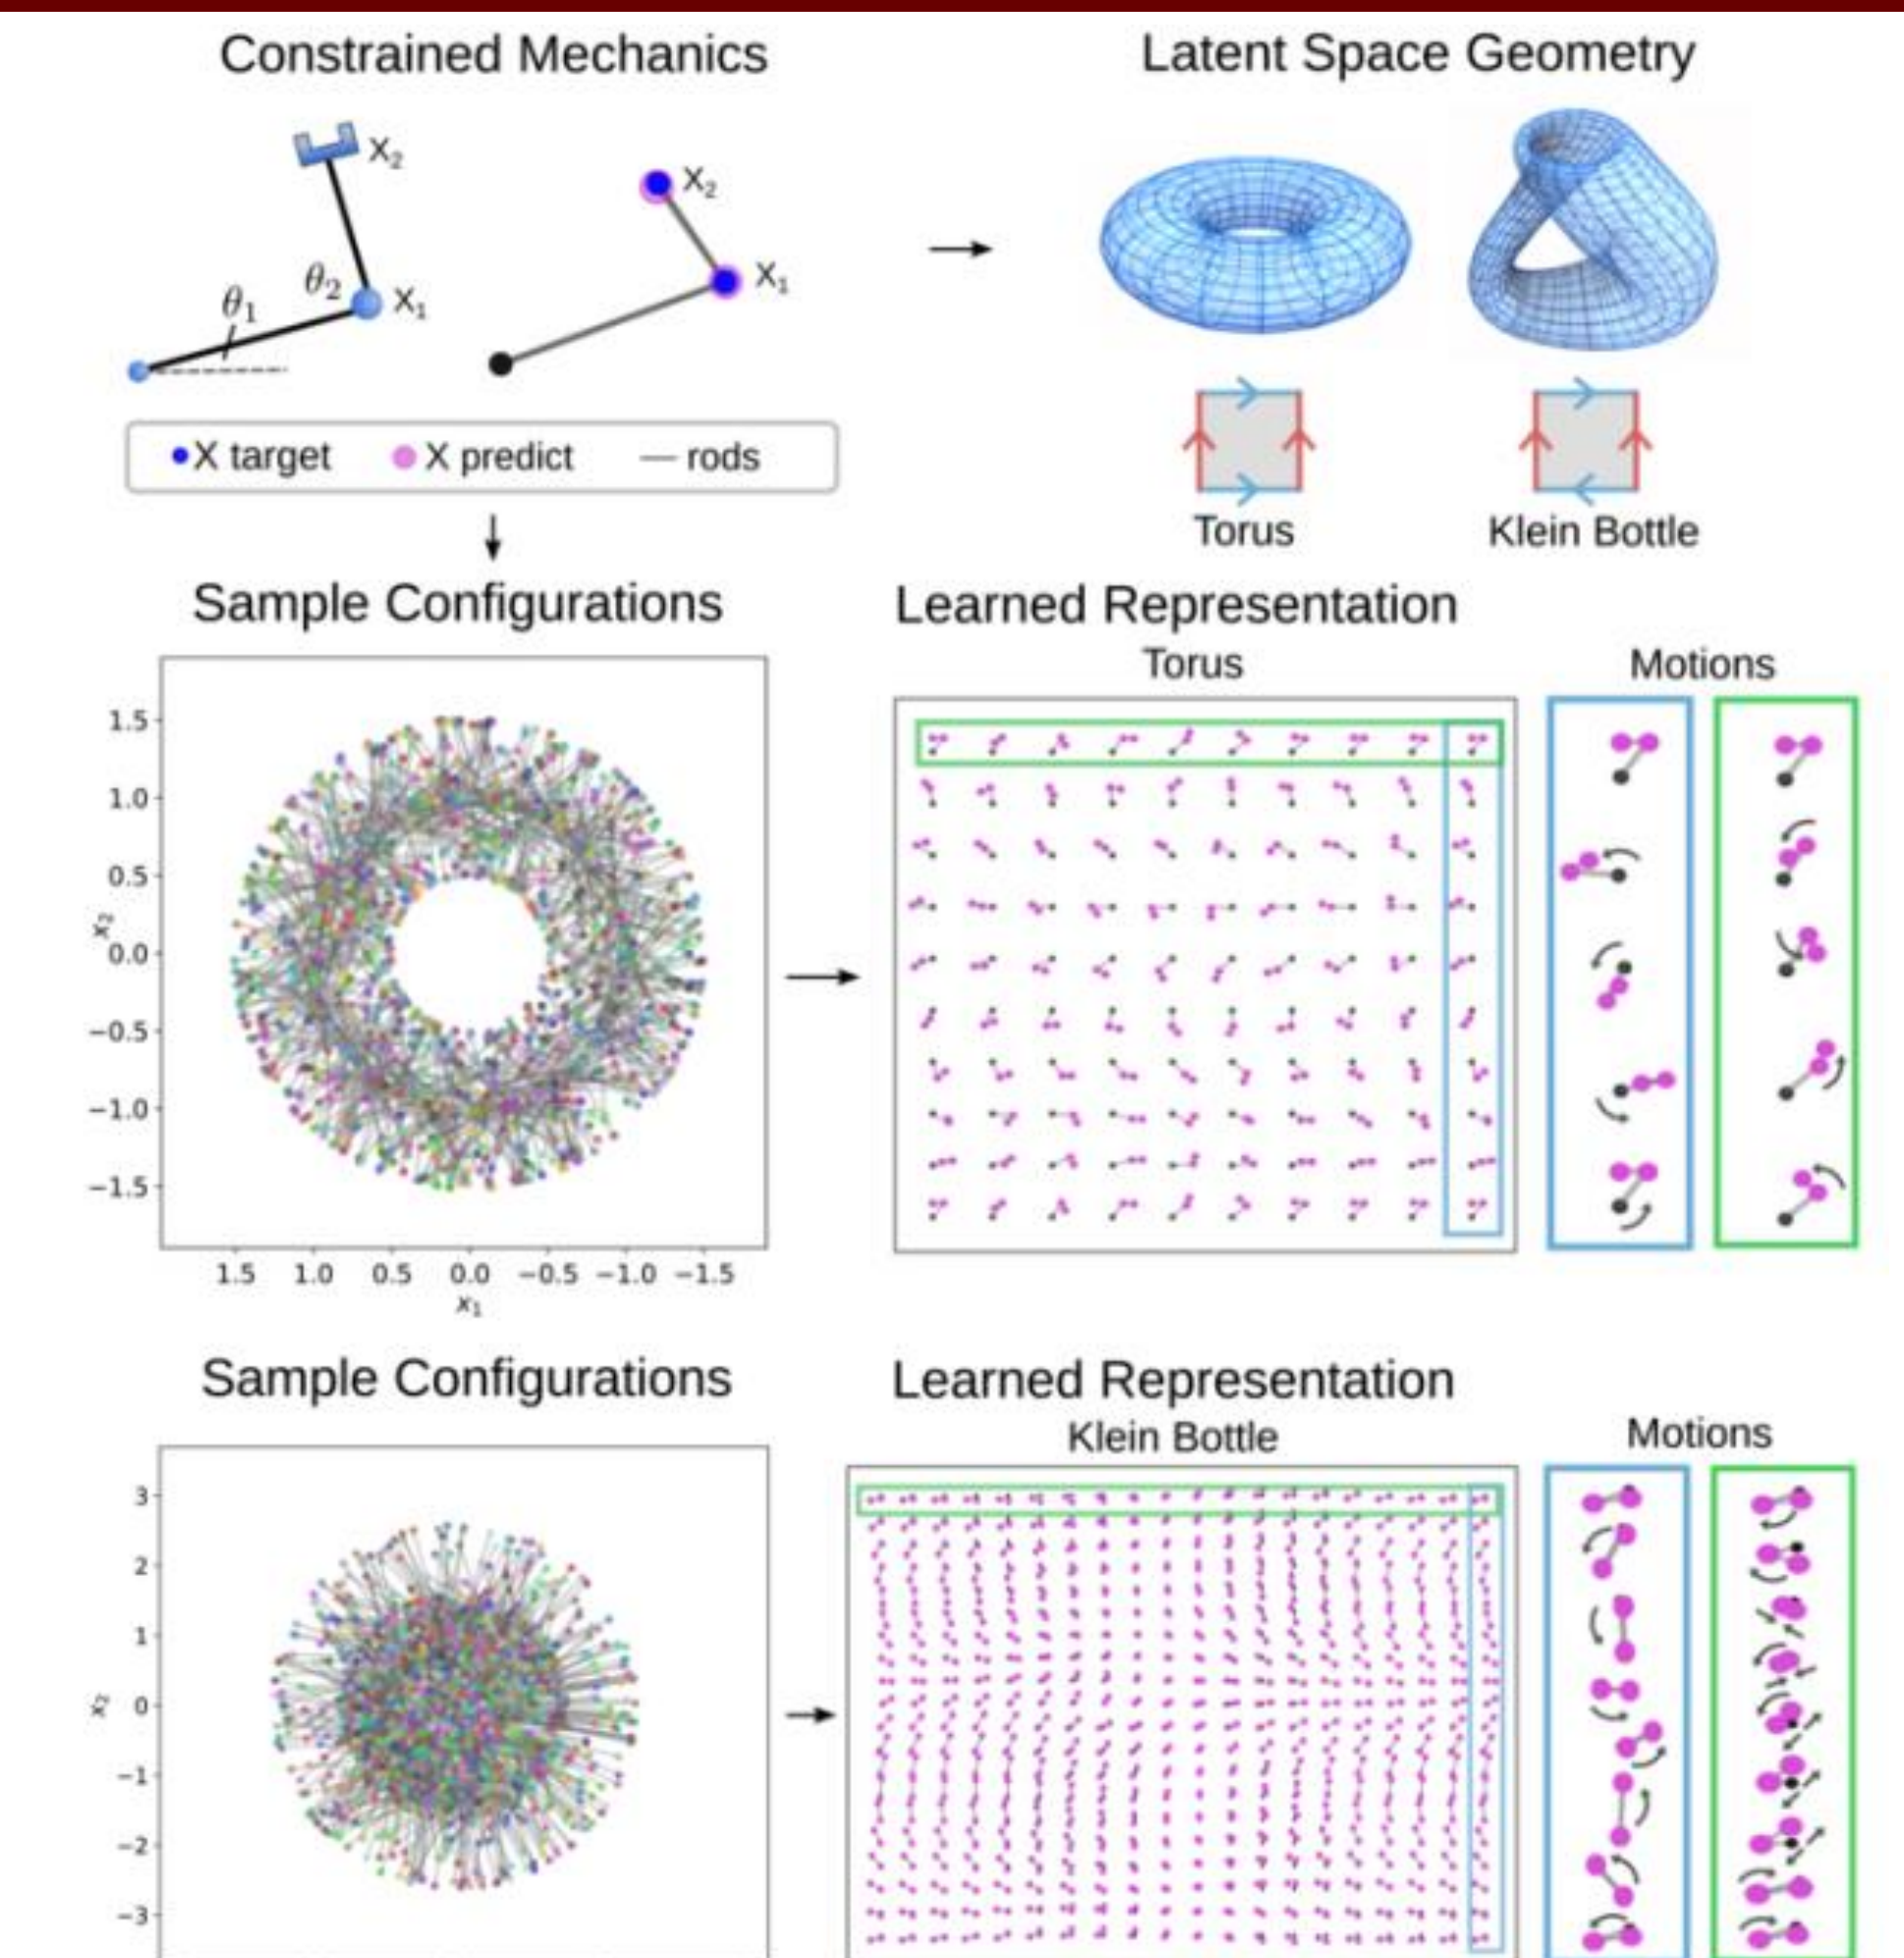 Constrained Mechanics
Latent Space Geometry
X₂
X₂
θ₂
X₁
X₁
θ₁
X target
X predict
rods
Torus
Klein Bottle
Sample Configurations
Learned Representation
Torus
Motions
1.5
1.0
0.5
0.0
−0.5
−1.0
−1.5
x₂
1.5 1.0 0.5 0.0 −0.5 −1.0 −1.5
x₁
Sample Configurations
Learned Representation
Klein Bottle
Motions
3
2
1
0
−1
−2
−3
x₂